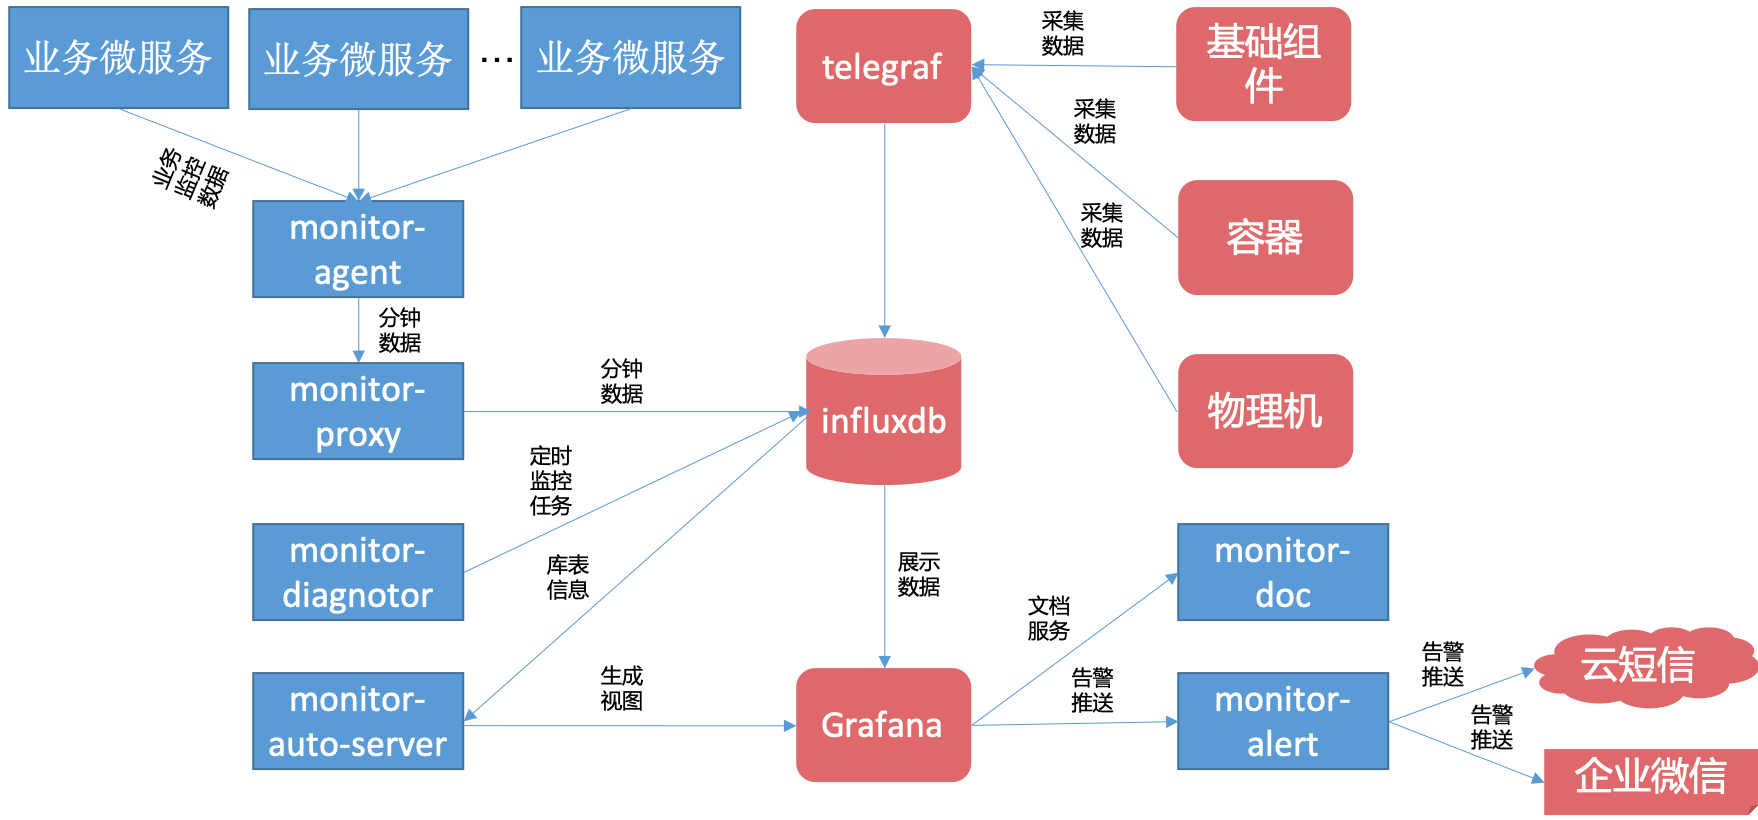 业务微服务
业务微服务
...
业务微服务
telegraf
采集
数据
基础组
件
业务
监控
数据
采集
数据
monitor-
agent
采集
数据
容器
分钟
数据
monitor-
proxy
分钟
数据
influxdb
物理机
定时
监控
任务
monitor-
diagnotor
库表
信息
展示
数据
文档
服务
monitor-
doc
monitor-
auto-server
生成
视图
Grafana
告警
推送
monitor-
alert
告警
推送
云短信
告警
推送
企业微信